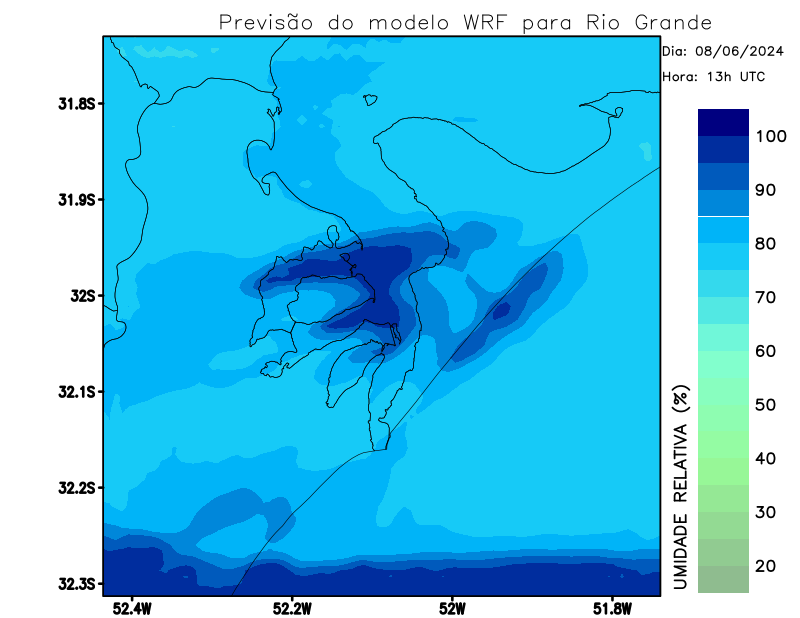 Previsão do modelo WRF para Rio Grande
Dia: 08/06/2024
Hora: 13h UTC
31.8S
31.9S
32S
32.1S
32.2S
32.3S
52.4W
52.2W
52W
51.8W
100
90
80
70
60
50
40
30
20
UMIDADE RELATIVA (%)